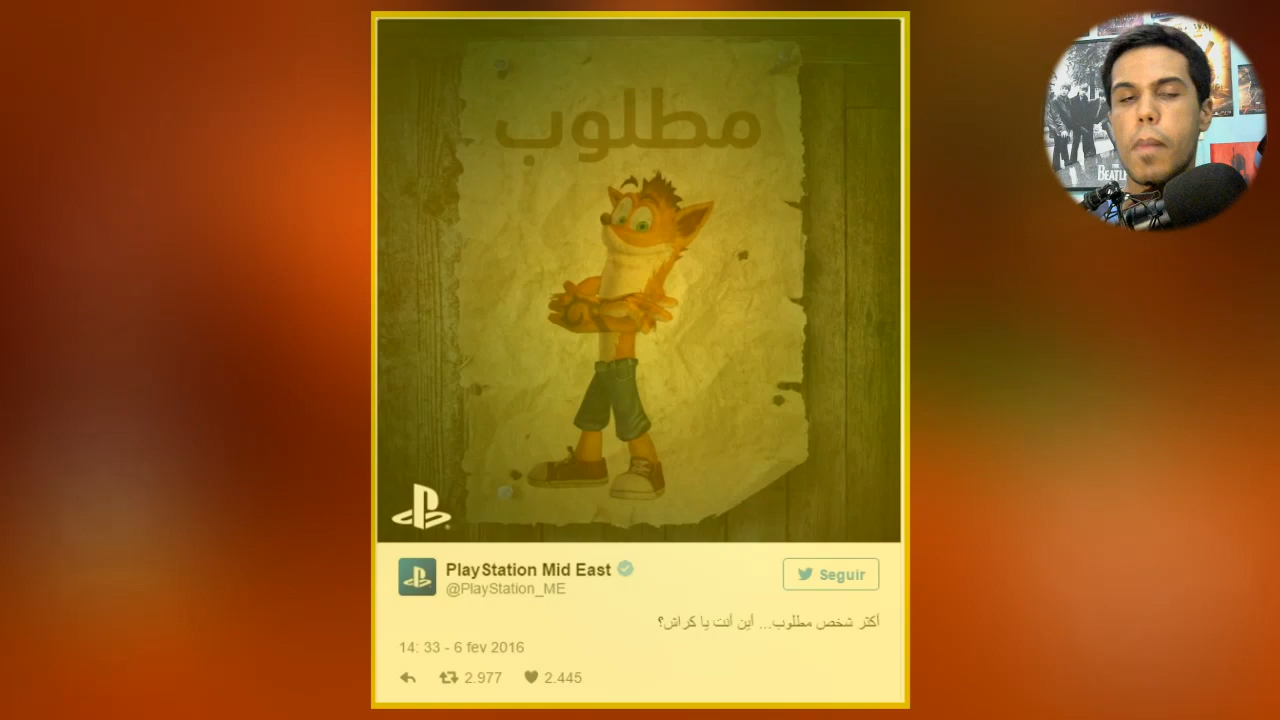 مطلوب
BEATL
PlayStation Mid East
@PlayStation_ME
Seguir
أكثر شخص مطلوب... أين أنت يا كراش؟
14: 33 - 6 fev 2016
2.977
2.445